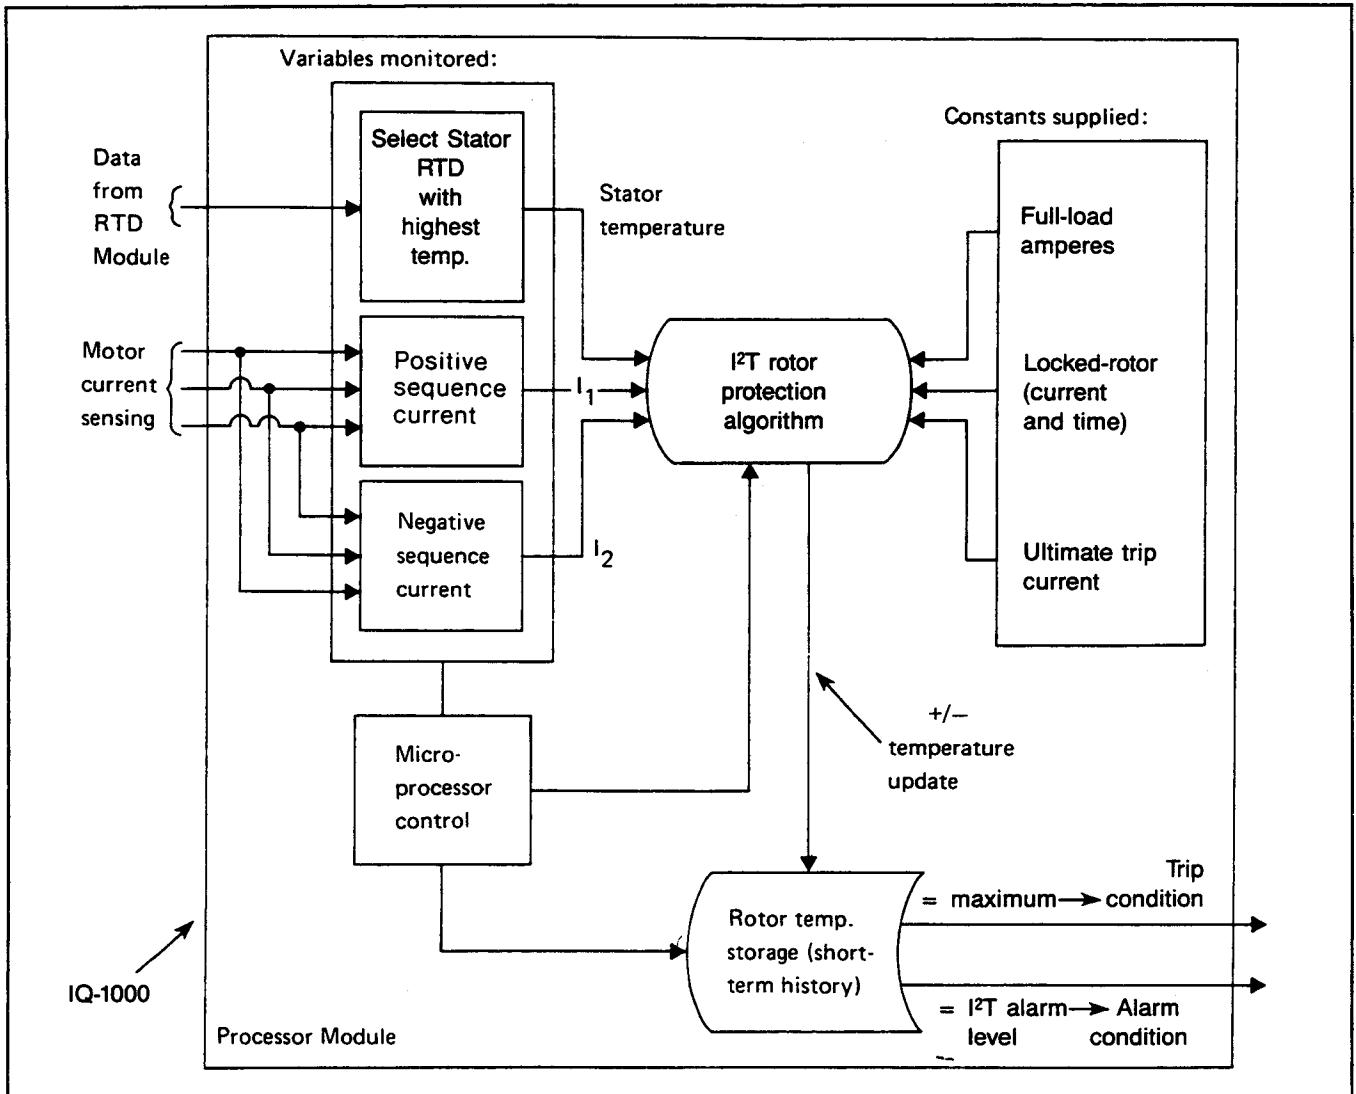 Variables monitored:
Constants supplied:
Data
from
RTD
Module
Select Stator
RTD
with
highest
temp.
Stator
temperature
Full-load
amperes
Motor
current
sensing
Positive
sequence
current
I1
I²T rotor
protection
algorithm
Locked-rotor
(current
and time)
Negative
sequence
current
I2
Ultimate trip
current
+/−
temperature
update
Micro-
processor
control
Rotor temp.
storage (short-
term history)
Trip
= maximum → condition
= I²T alarm → Alarm
level condition
IQ-1000
Processor Module